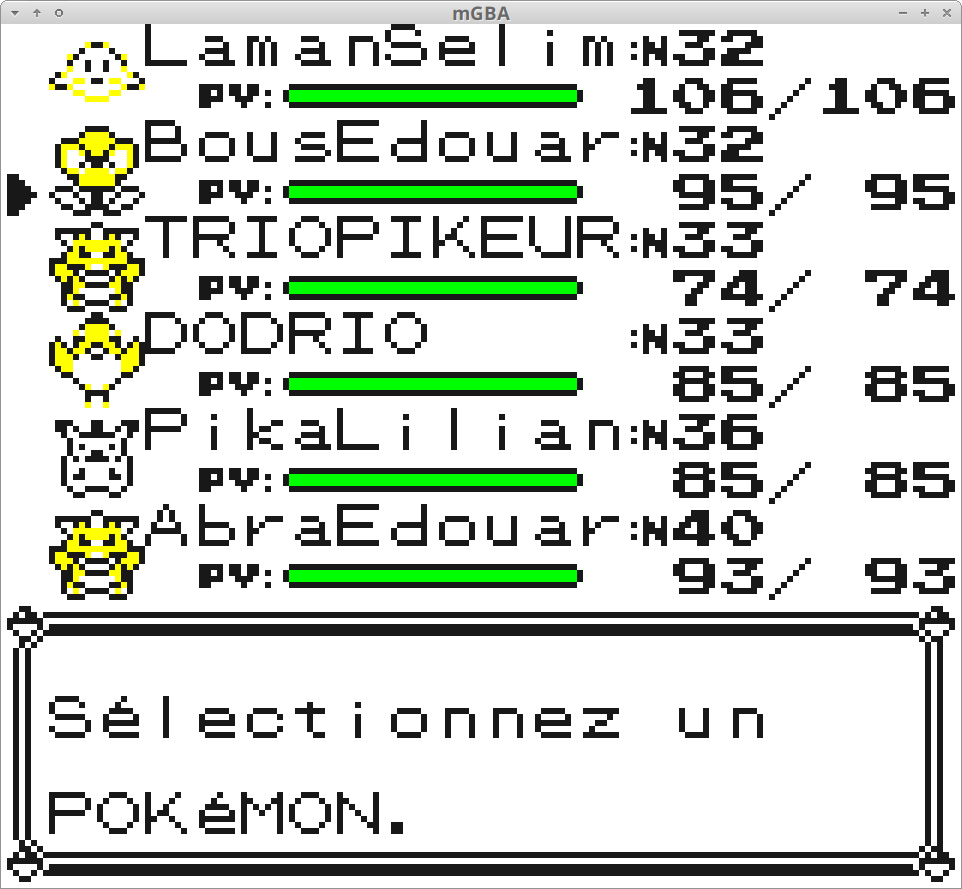 mGBA
LamanSelim :N32
PV: 106/106
BousEdouar :N32
PV: 95/ 95
TRIOPIKEUR :N33
PV: 74/ 74
DODRIO :N33
PV: 85/ 85
PikaLilian :N36
PV: 85/ 85
AbraEdouar :N40
PV: 93/ 93
Sélectionnez un
POKéMON.